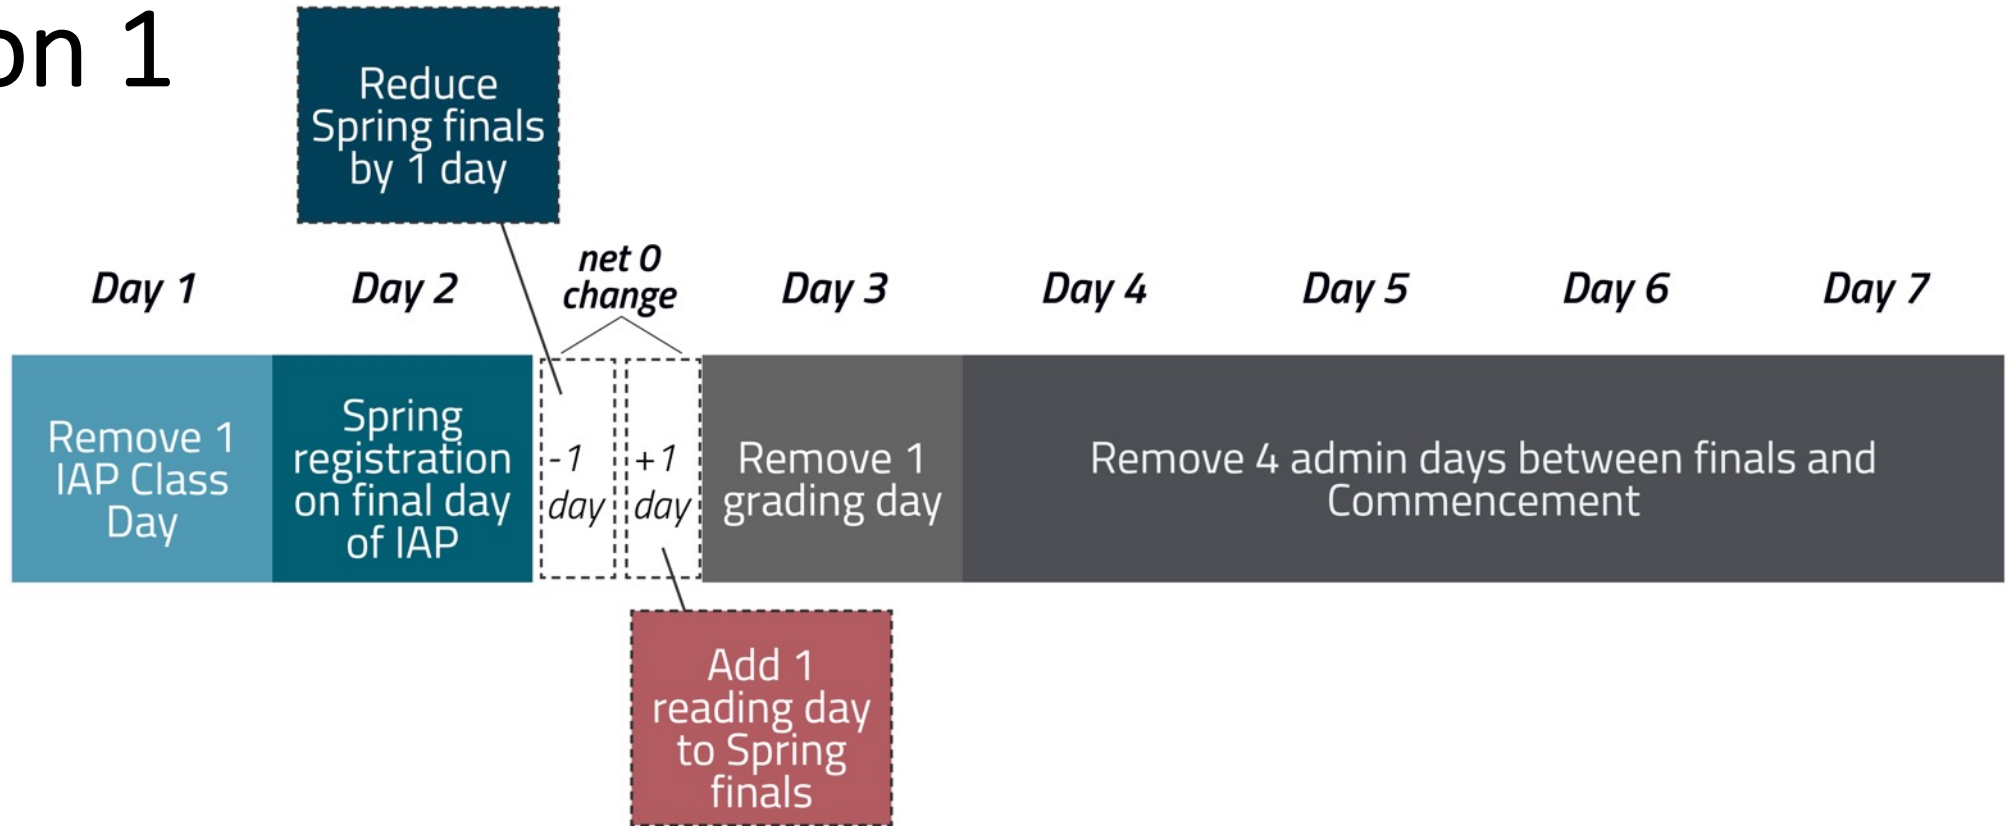 on 1
Reduce
Spring finals
by 1 day
net 0
change
Day 1
Day 2
Day 3
Day 4
Day 5
Day 6
Day 7
Remove 1
IAP Class
Day
Spring
registration
on final day
of IAP
-1
day
+1
day
Remove 1
grading day
Remove 4 admin days between finals and
Commencement
Add 1
reading day
to Spring
finals